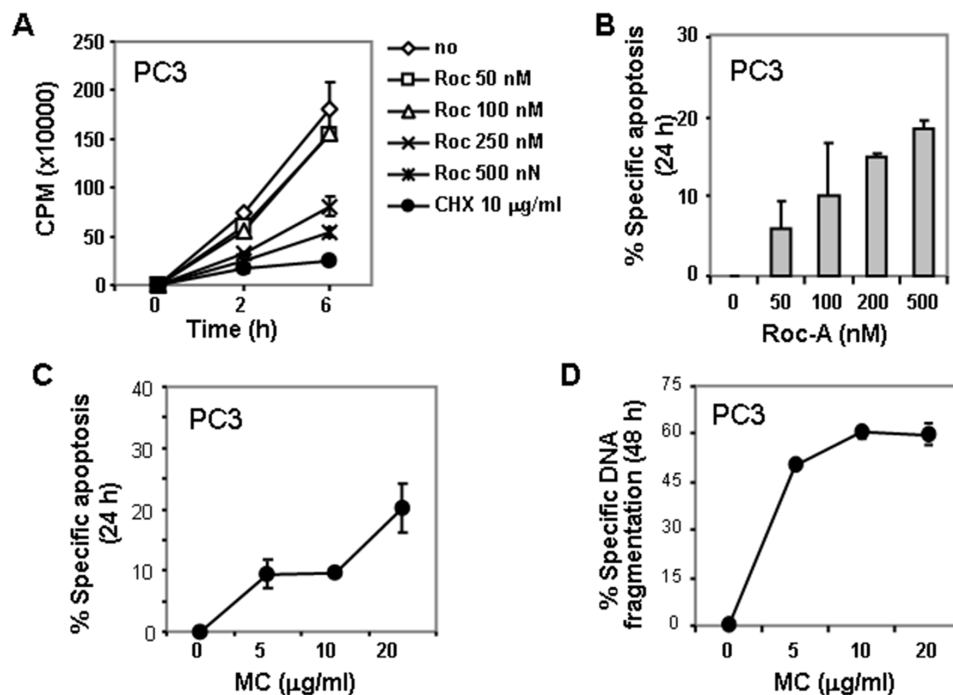 A
250
200
150
100
50
0
CPM (x10000)
PC3
0 2 6
Time (h)
no
Roc 50 nM
Roc 100 nM
Roc 250 nM
Roc 500 nN
CHX 10 μg/ml
B
30
20
10
0
% Specific apoptosis
(24 h)
PC3
0 50 100 200 500
Roc-A (nM)
C
40
30
20
10
0
% Specific apoptosis
(24 h)
PC3
0 5 10 20
MC (μg/ml)
D
75
60
45
30
15
0
% Specific DNA
fragmentation (48 h)
PC3
0 5 10 20
MC (μg/ml)